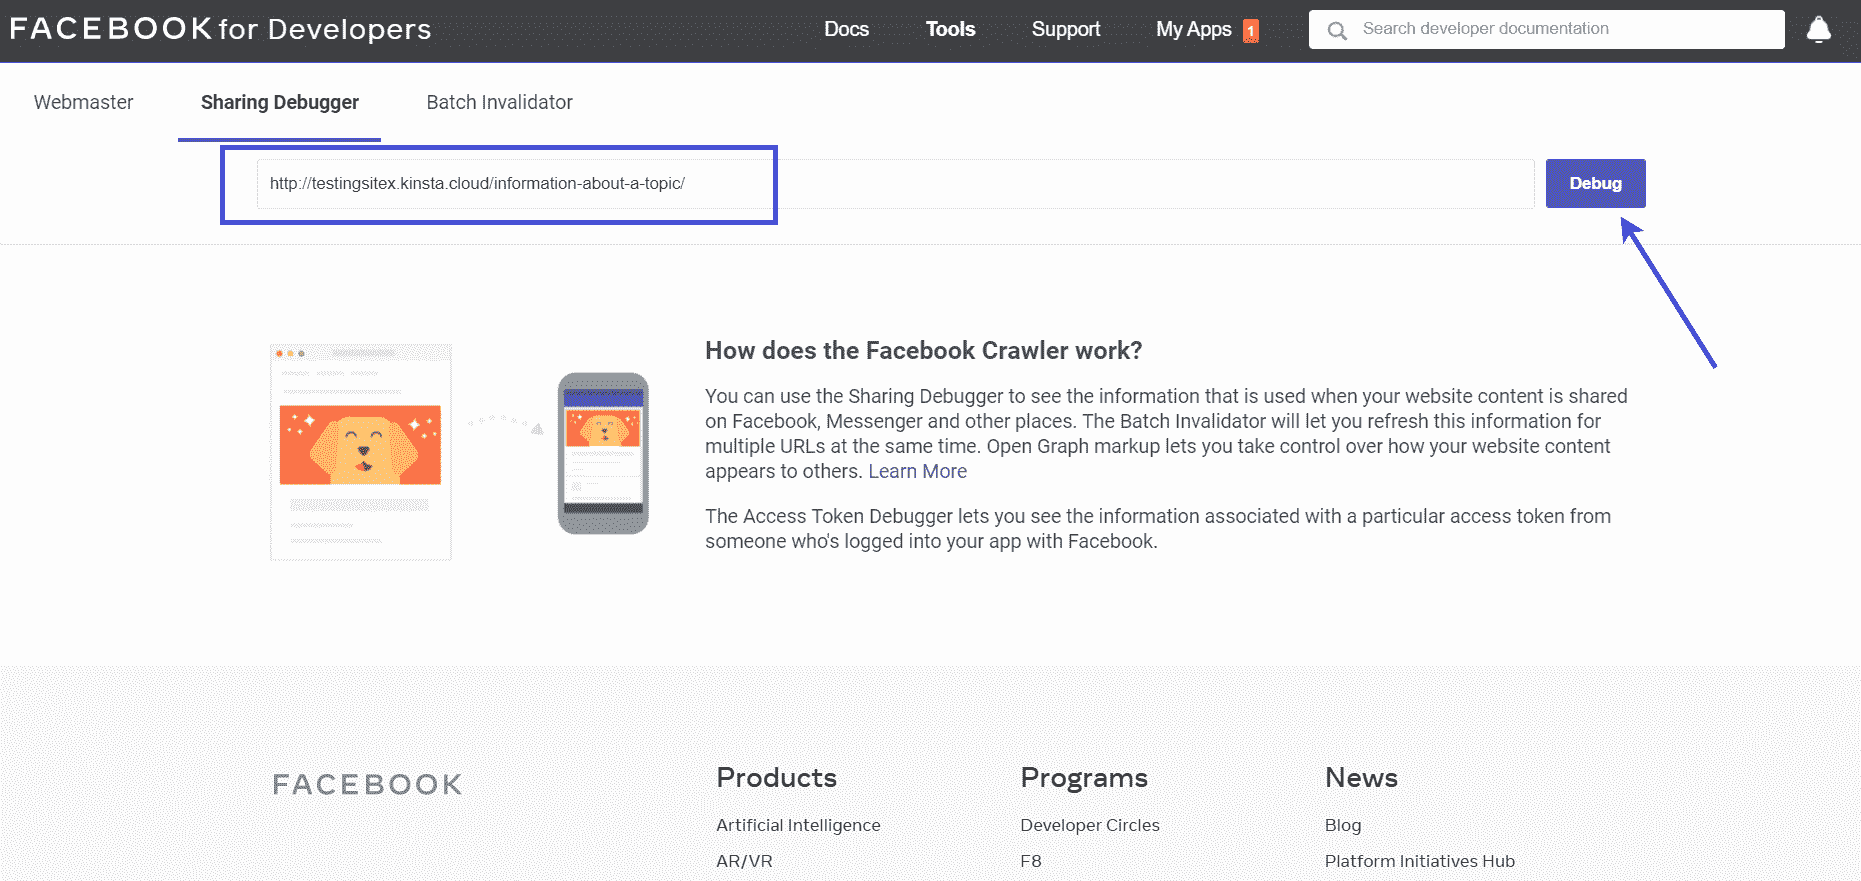 FACEBOOK for Developers
Docs
Tools
Support
My Apps 1
Search developer documentation
Webmaster
Sharing Debugger
Batch Invalidator
http://testingsitex.kinsta.cloud/information-about-a-topic/
Debug
How does the Facebook Crawler work?
You can use the Sharing Debugger to see the information that is used when your website content is shared
on Facebook, Messenger and other places. The Batch Invalidator will let you refresh this information for
multiple URLs at the same time. Open Graph markup lets you take control over how your website content
appears to others. Learn More
The Access Token Debugger lets you see the information associated with a particular access token from
someone who's logged into your app with Facebook.
FACEBOOK
Products
Artificial Intelligence
AR/VR
Programs
Developer Circles
F8
News
Blog
Platform Initiatives Hub